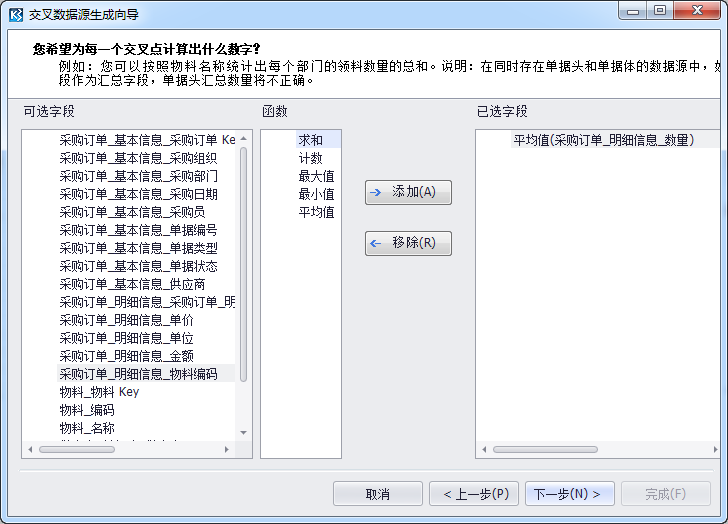 交叉数据源生成向导
您希望为每一个交叉点计算出什么数字?
例如：您可以按照物料名称统计出每个部门的领料数量的总和。说明：在同时存在单据头和单据体的数据源中，如
段作为汇总字段，单据头汇总数量将不正确。
可选字段
函数
已选字段
采购订单_基本信息_采购订单 Ke
采购订单_基本信息_采购组织
采购订单_基本信息_采购部门
采购订单_基本信息_采购日期
采购订单_基本信息_采购员
采购订单_基本信息_单据编号
采购订单_基本信息_单据类型
采购订单_基本信息_单据状态
采购订单_基本信息_供应商
采购订单_明细信息_采购订单_明
采购订单_明细信息_单价
采购订单_明细信息_单位
采购订单_明细信息_金额
采购订单_明细信息_物料编码
物料_物料 Key
物料_编码
物料_名称
求和
计数
最大值
最小值
平均值
添加(A)
移除(R)
平均值(采购订单_明细信息_数量)
取消
< 上一步(P)
下一步(N) >
完成(F)